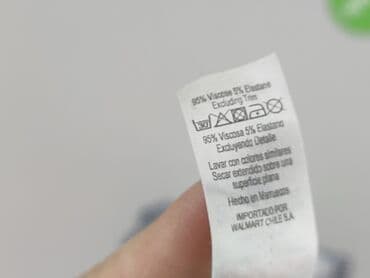 95% Viscose 5% Elastane
Excluding Trim
30
95% Viscosa 5% Elastano
Excluyendo Detalle
Lavar con colores similares
Secar extendido sobre una
superficie plana
Hecho en Marruecos
IMPORTADO POR
WALMART CHILE S.A